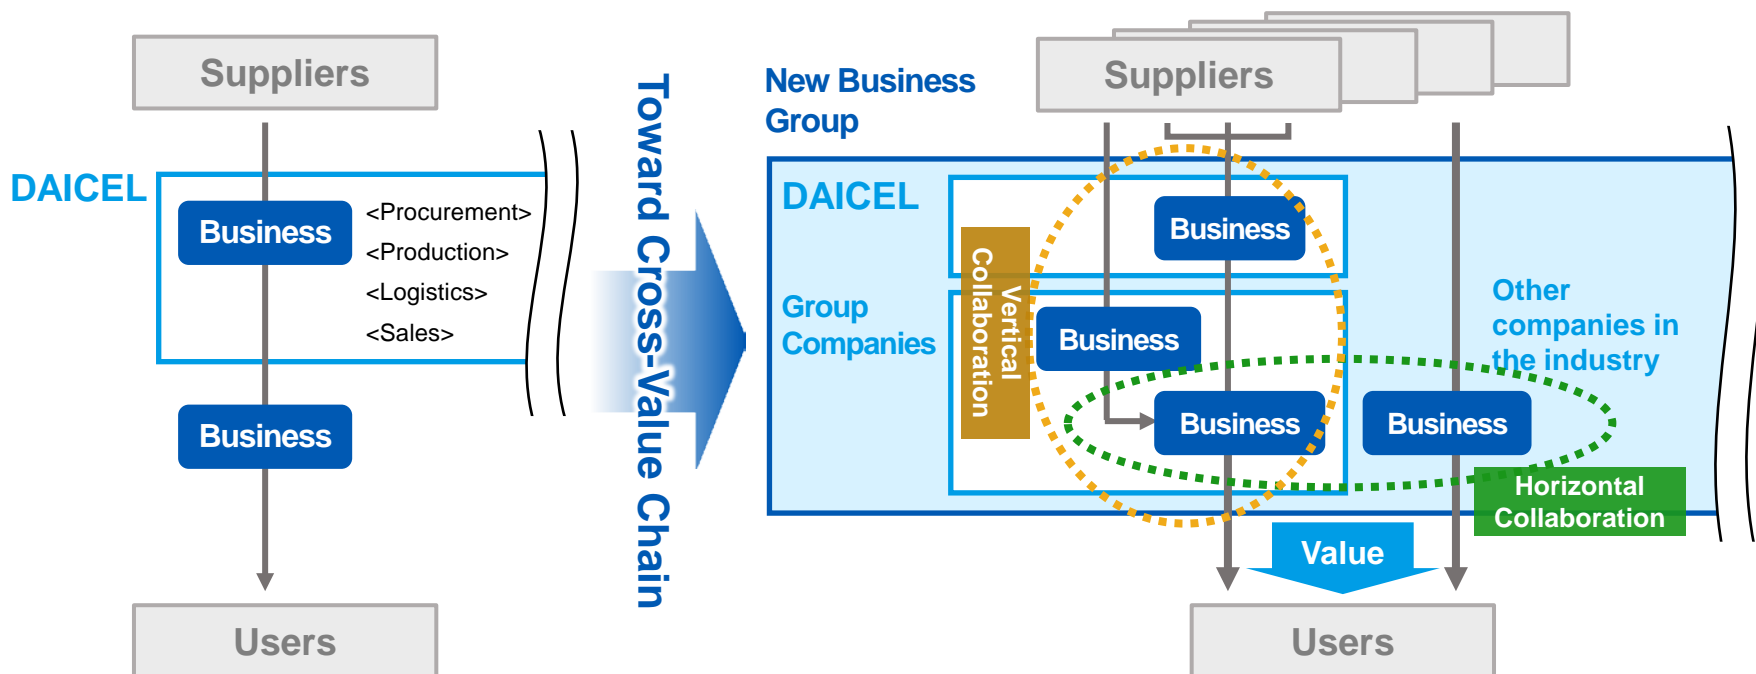 Suppliers
DAICEL
Business
<Procurement>
<Production>
<Logistics>
<Sales>
Business
Users
Toward Cross-Value Chain
New Business
Group
Suppliers
DAICEL
Business
Vertical
Collaboration
Group
Companies
Business
Other
companies in
the industry
Business
Business
Horizontal
Collaboration
Value
Users